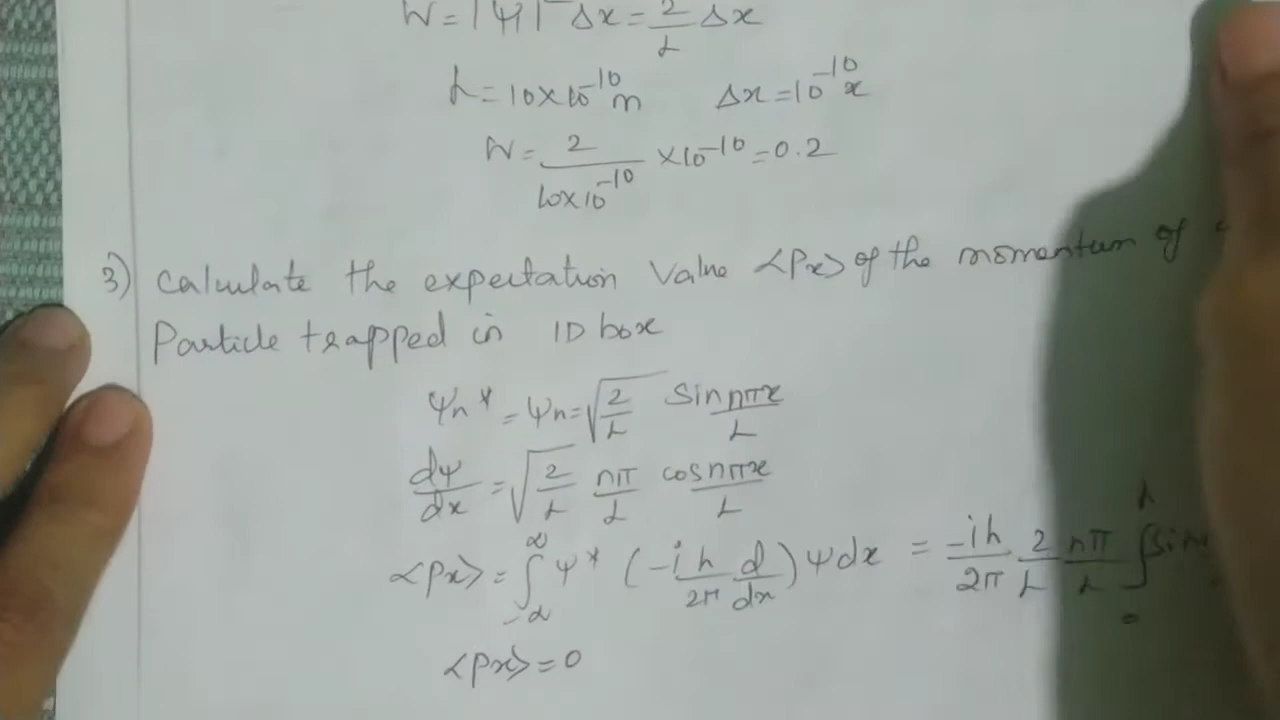 W = |Ψ|² Δx = 2/L Δx
L = 10×10⁻¹⁰ m Δx = 10⁻¹⁰ x
W = 2/(10×10⁻¹⁰) ×10⁻¹⁰ = 0.2
3) Calculate the expectation value <Px> of the momentum of
Particle trapped in 1D box
Ψn* = Ψn = √(2/L) Sin nπx/L
dψ/dx = √(2/L) nπ/L cos nπx/L
<Px> = ∫_{-∞}^{∞} Ψ* (-i h/2π d/dx) Ψ dx = -ih/2π 2/L nπ/L ∫₀ᴸ sin
<Px> = 0